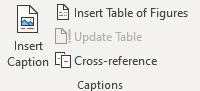 Insert
Caption
Insert Table of Figures
Update Table
Cross-reference
Captions